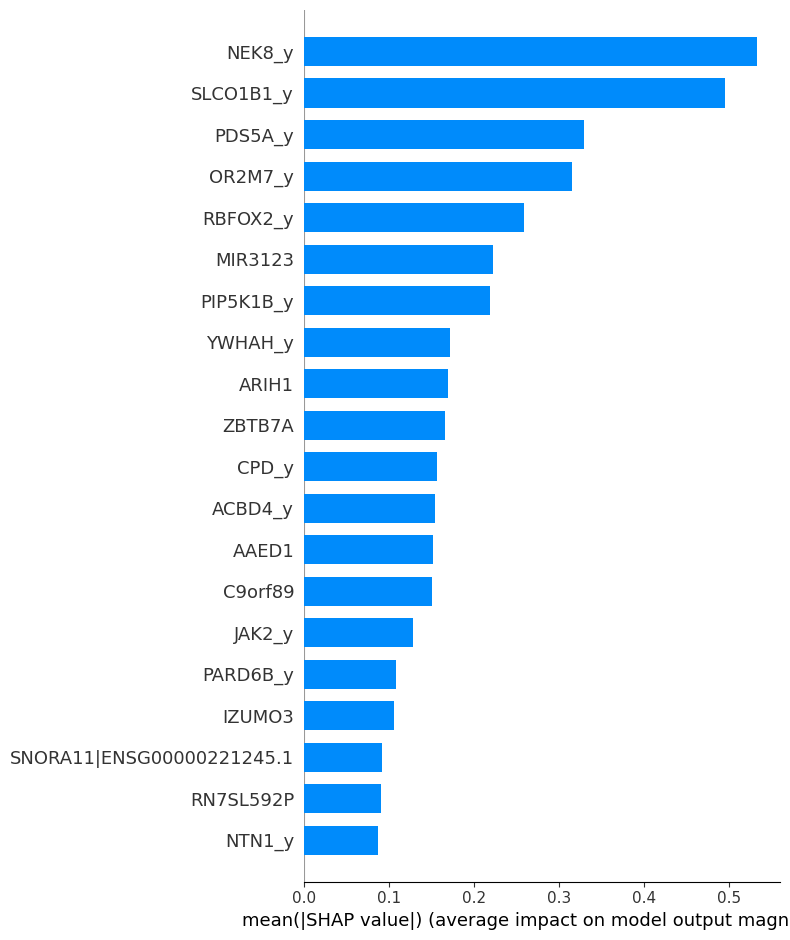 NEK8_y
SLCO1B1_y
PDS5A_y
OR2M7_y
RBFOX2_y
MIR3123
PIP5K1B_y
YWHAH_y
ARIH1
ZBTB7A
CPD_y
ACBD4_y
AAED1
C9orf89
JAK2_y
PARD6B_y
IZUMO3
SNORA11|ENSG00000221245.1
RN7SL592P
NTN1_y
0.0 0.1 0.2 0.3 0.4 0.5
mean(|SHAP value|) (average impact on model output magn